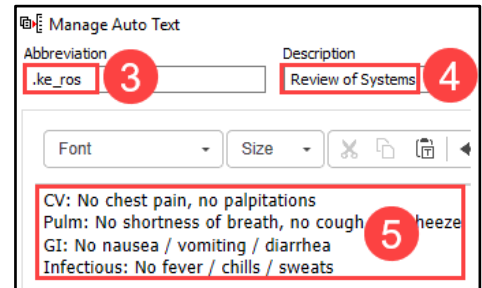 Manage Auto Text
Abbreviation Description
.ke_ros 3 Review of Systems 4
Font Size
CV: No chest pain, no palpitations
Pulm: No shortness of breath, no cough heeze
GI: No nausea / vomiting / diarrhea
Infectious: No fever / chills / sweats
5